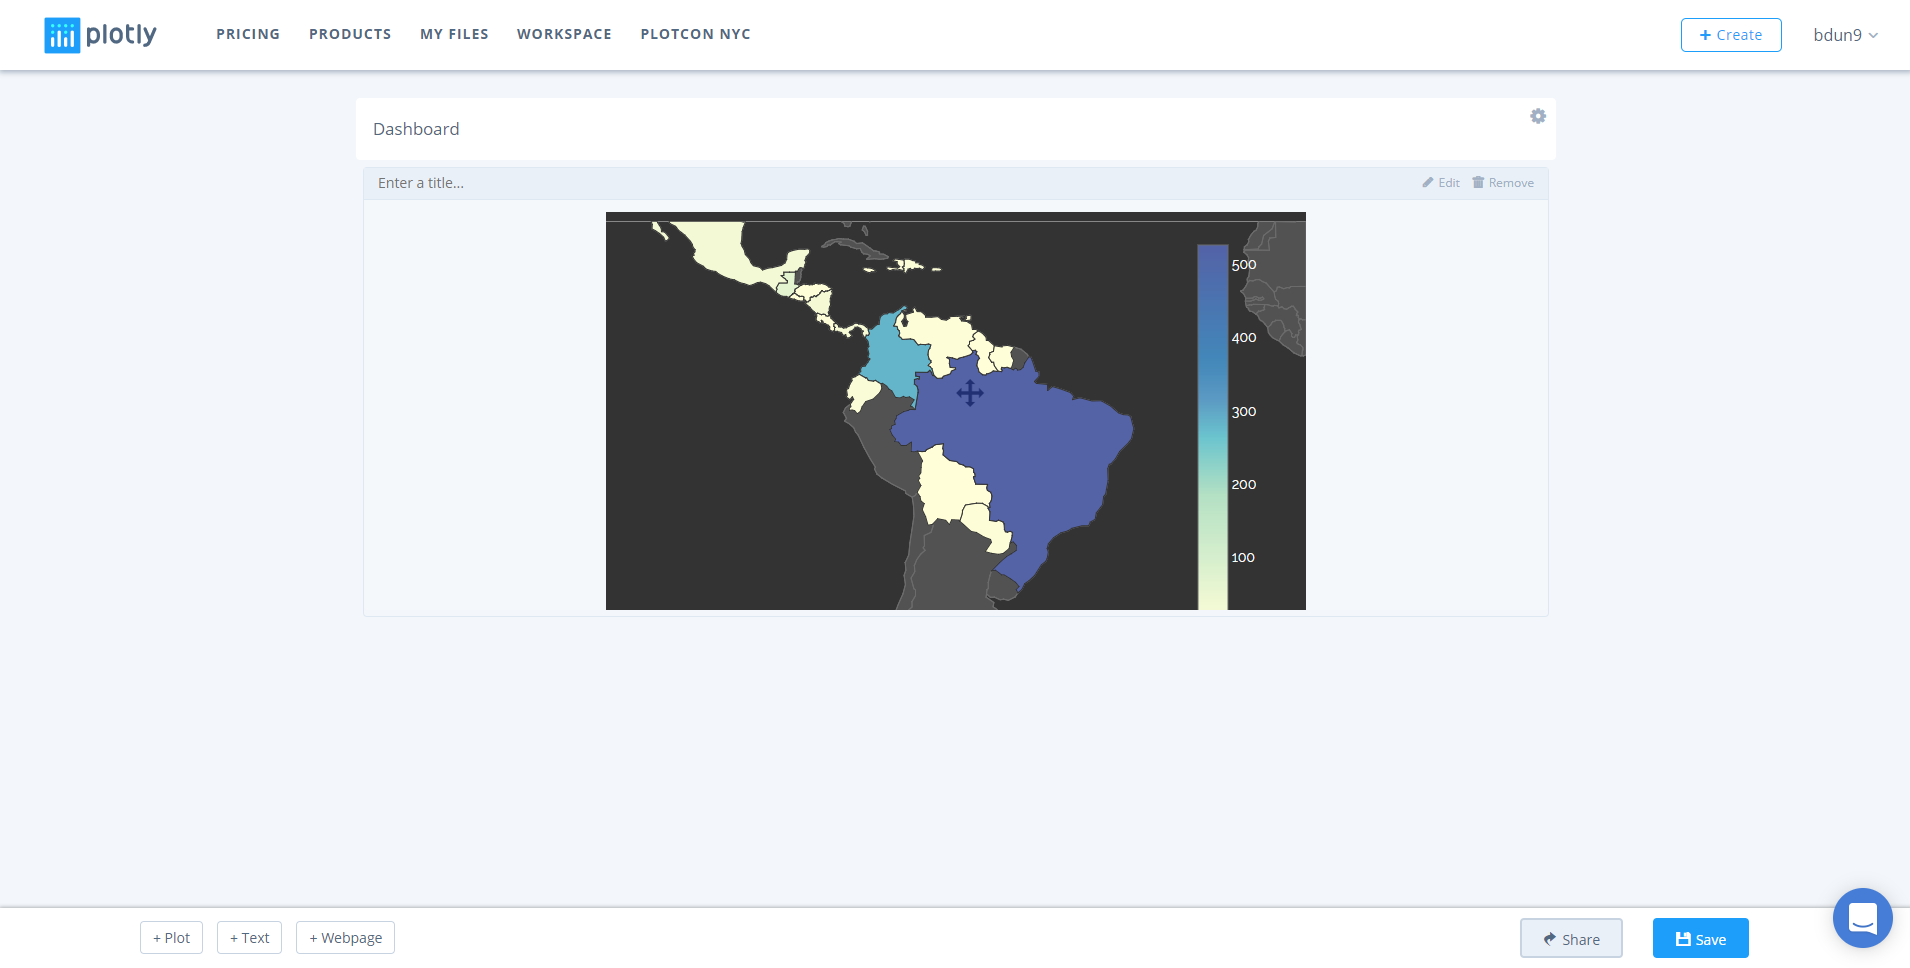 plotly PRICING PRODUCTS MY FILES WORKSPACE PLOTCON NYC + Create bdun9
Dashboard
Enter a title... Edit Remove
500
400
300
200
100
+ Plot + Text + Webpage Share Save